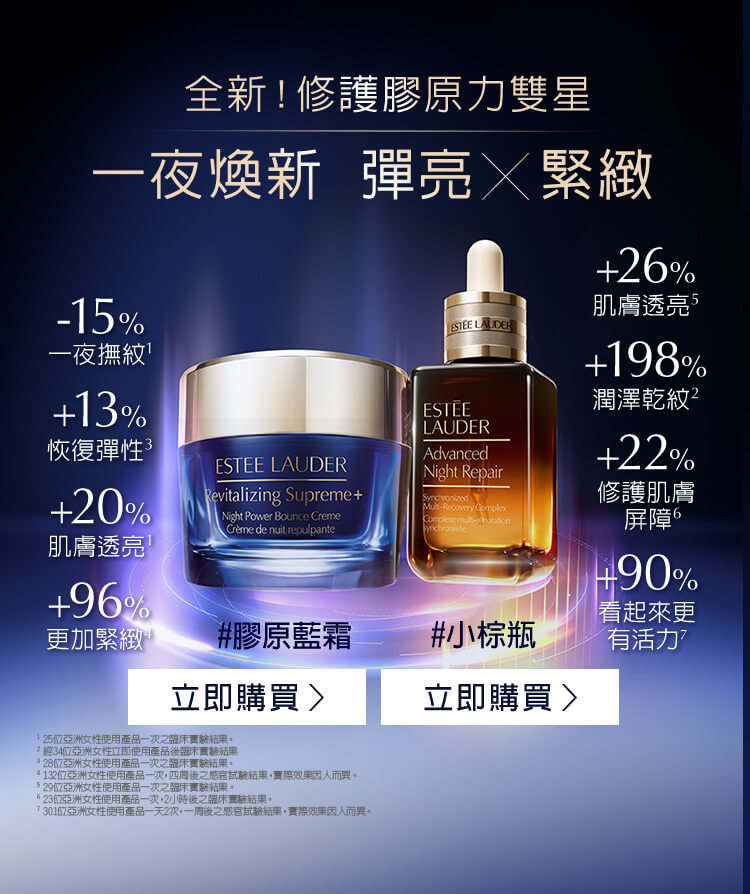 全新！修護膠原力雙星
一夜煥新 彈亮╳緊緻
-15%
一夜撫紋1
+13%
恢復彈性3
+20%
肌膚透亮1
+96%
更加緊緻4
ESTEE LAUDER
Revitalizing Supreme+
Night Power Bounce Creme
Crème de nuit repulpante
ESTĒE LAUDER
ESTĒE
LAUDER
Advanced
Night Repair
Synchronized
Multi-Recovery Complex
Complexe multi-réparation
synchronisée
+26%
肌膚透亮5
+198%
潤澤乾紋2
+22%
修護肌膚
屏障6
+90%
看起來更
有活力7
#膠原藍霜
#小棕瓶
立即購買 >
立即購買 >
1 25位亞洲女性使用產品一次之臨床實驗結果。
2 經34位亞洲女性立即使用產品後臨床實驗結果
3 28位亞洲女性使用產品一次之臨床實驗結果。
4 132位亞洲女性使用產品一次,四周後之感官試驗結果,實際效果因人而異。
5 29位亞洲女性使用產品一次之臨床實驗結果。
6 23位亞洲女性使用產品一次,2小時後之臨床實驗結果。
7 301位亞洲女性使用產品一天2次,一周後之感官試驗結果,實際效果因人而異。